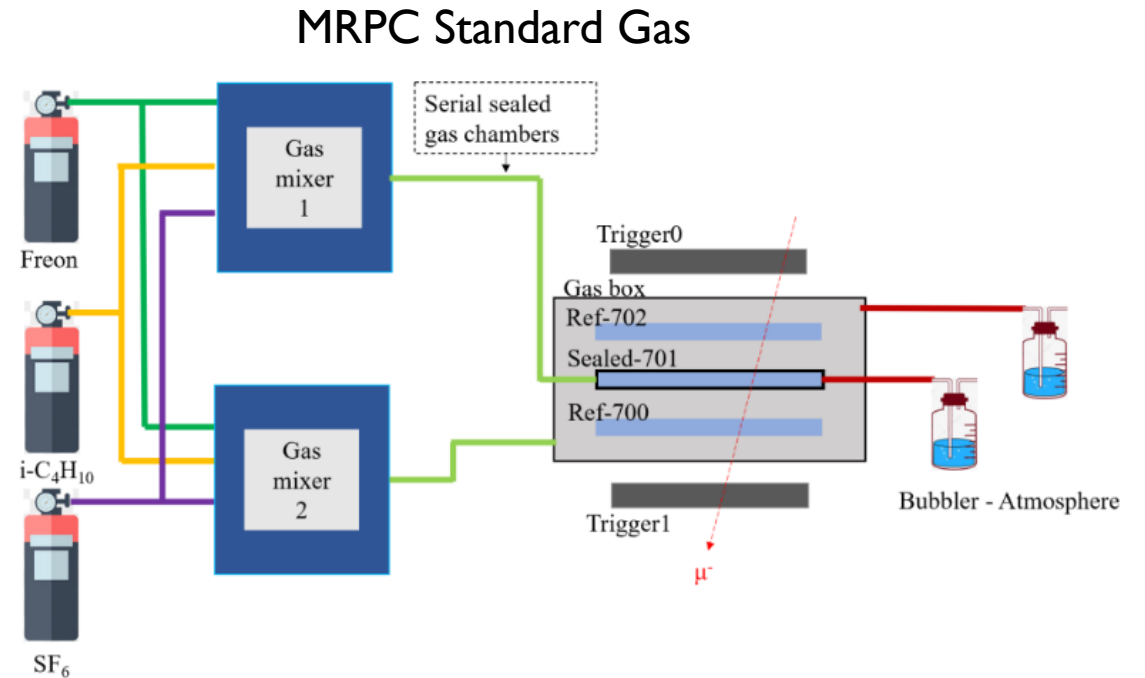 MRPC Standard Gas
Serial sealed
gas chambers
Gas
mixer
1
Freon
Trigger0
Gas box
Ref-702
Sealed-701
Ref-700
i-C₄H₁₀
Gas
mixer
2
Bubbler - Atmosphere
Trigger1
μ⁻
SF₆